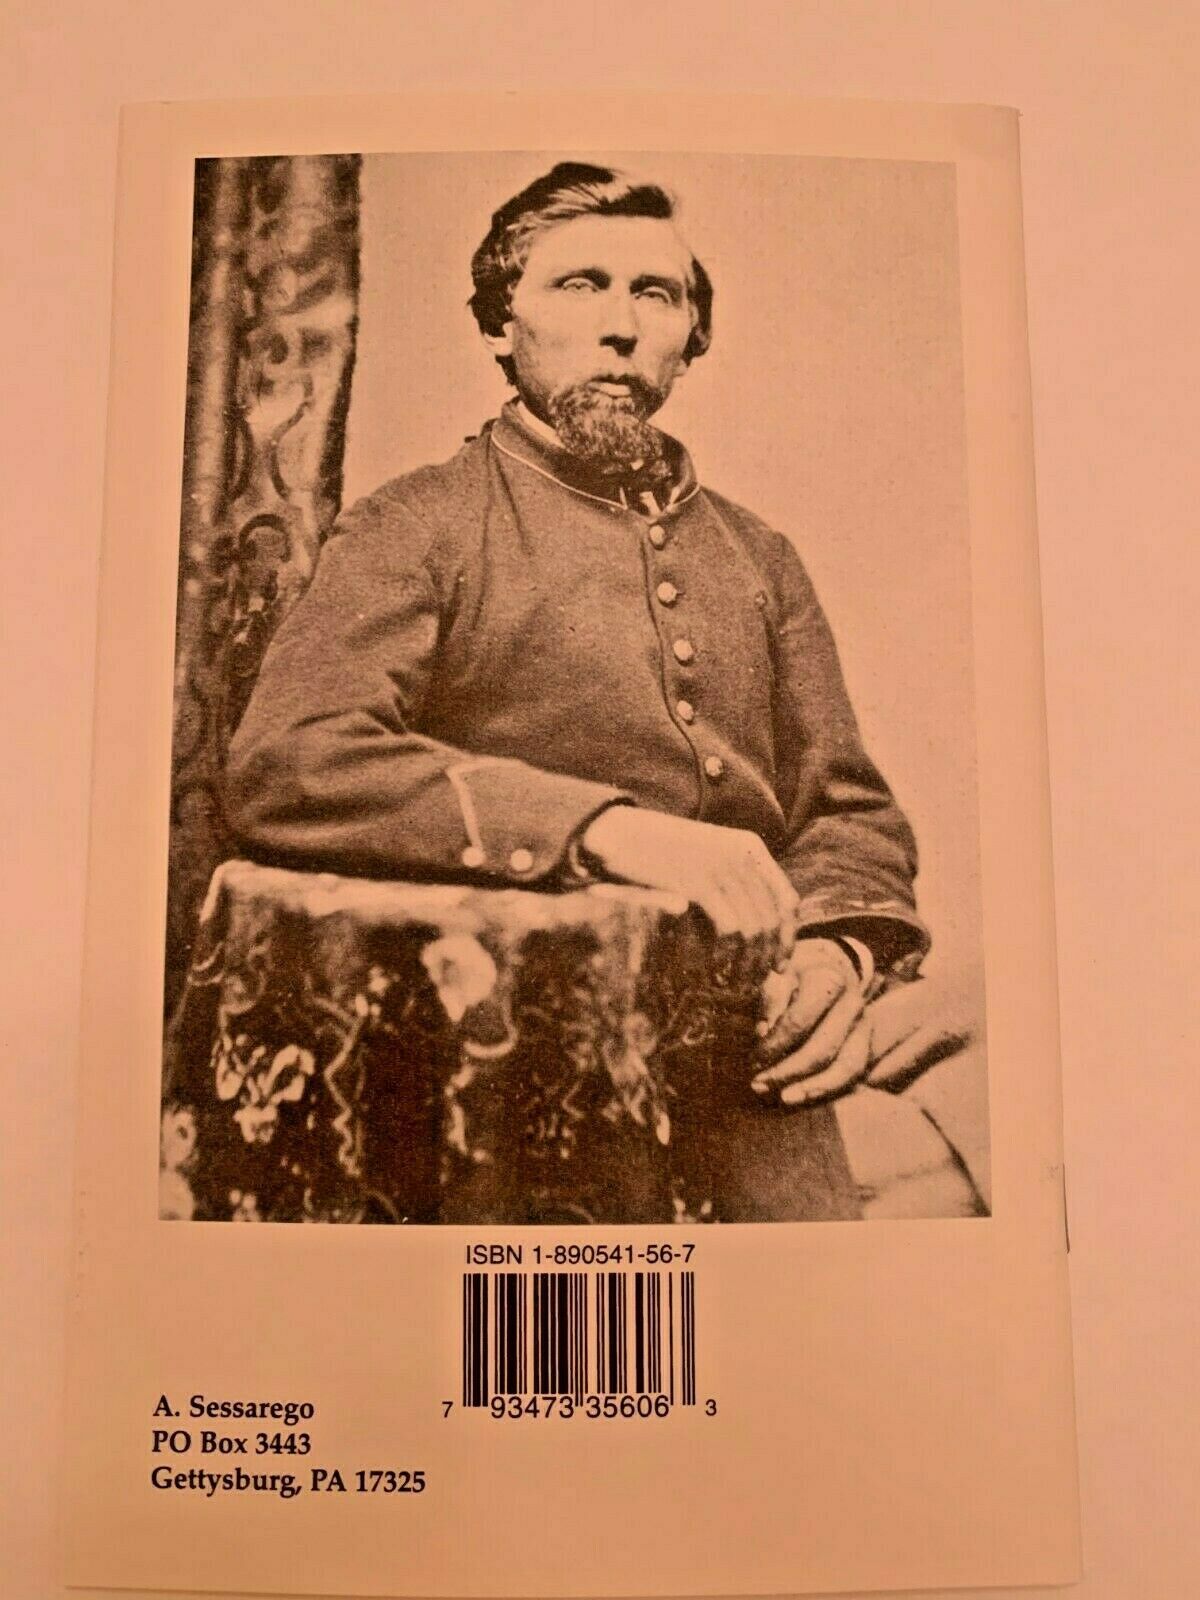 ISBN 1-890541-56-7
7 93473 35606 3
A. Sessarego
PO Box 3443
Gettysburg, PA 17325